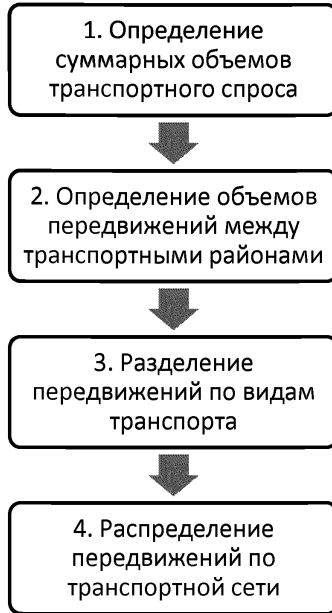 1. Определение
суммарных объемов
транспортного спроса
2. Определение объемов
передвижений между
транспортными районами
3. Разделение
передвижений по видам
транспорта
4. Распределение
передвижений по
транспортной сети